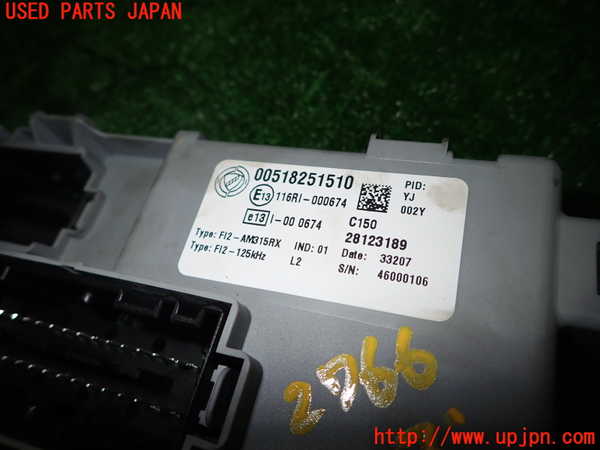 USED PARTS JAPAN
FIAT
00518251510
PID:
E13 116RI-000674
YJ
002Y
e13 I-00 0674
C150
28123189
Type: FI2-AM315RX IND: 01 Date: 33207
Type: FI2-125kHz L2 S/N: 46000106
2766
http://www.upjpn.com